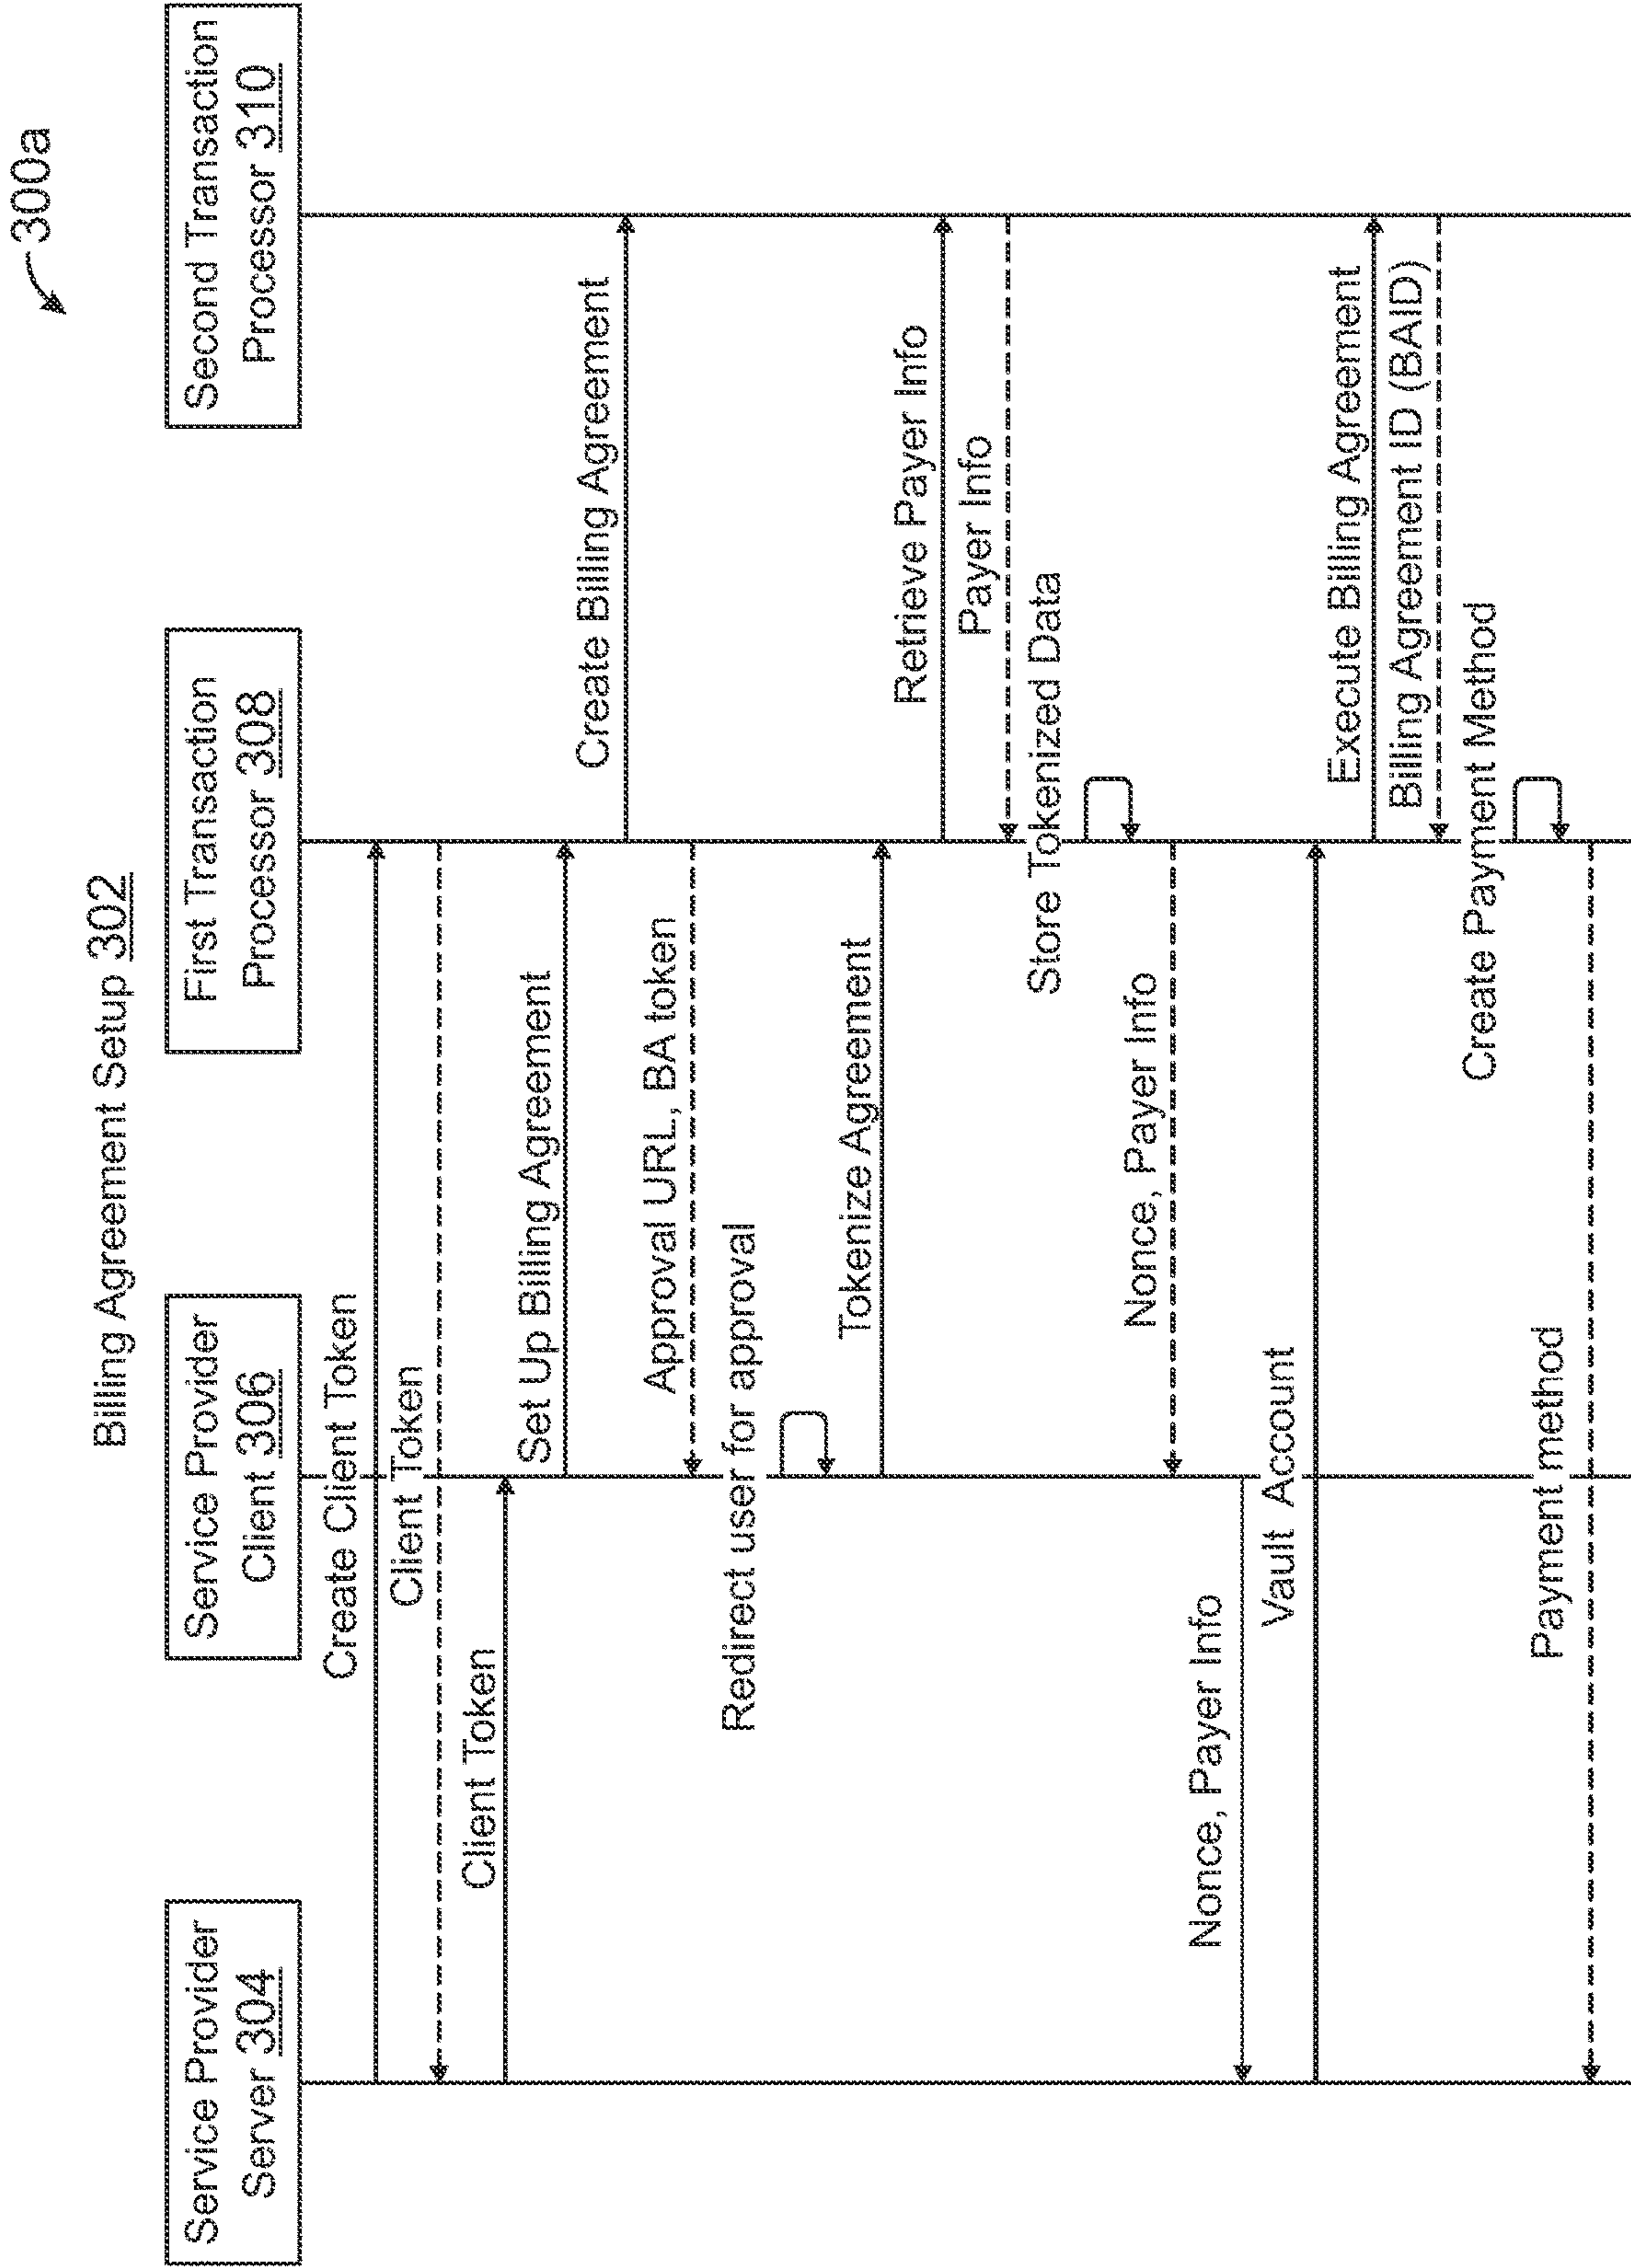 300a
Billing Agreement Setup 302
Service Provider
Server 304
Service Provider
Client 306
First Transaction
Processor 308
Second Transaction
Processor 310
Create Client Token
Client Token
Client Token
Set Up Billing Agreement
Create Billing Agreement
Approval URL, BA token
Redirect user for approval
Tokenize Agreement
Retrieve Payer Info
Payer Info
Store Tokenized Data
Nonce, Payer Info
Nonce, Payer Info
Vault Account
Execute Billing Agreement
Billing Agreement ID (BAID)
Create Payment Method
Payment method